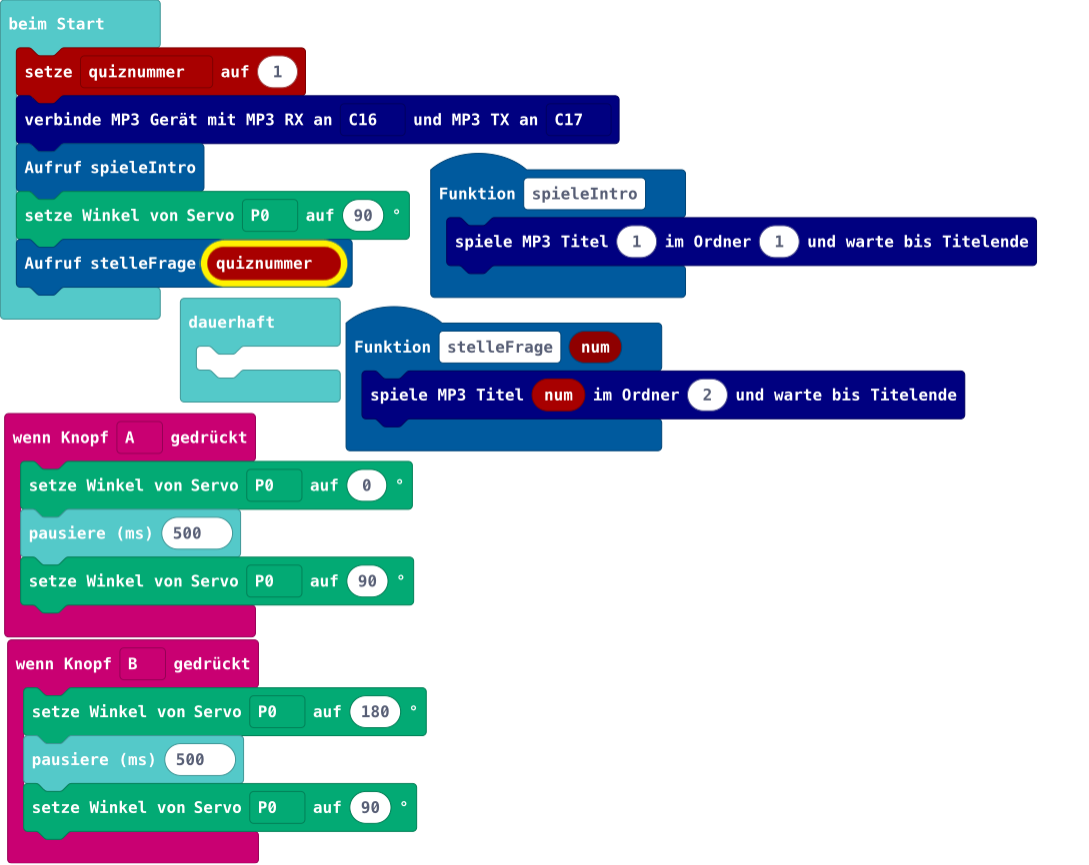 beim Start
setze quiznummer auf 1
verbinde MP3 Gerät mit MP3 RX an C16 und MP3 TX an C17
Aufruf spieleIntro
setze Winkel von Servo P0 auf 90 °
Aufruf stelleFrage quiznummer
Funktion spieleIntro
spiele MP3 Titel 1 im Ordner 1 und warte bis Titelende
dauerhaft
Funktion stelleFrage num
spiele MP3 Titel num im Ordner 2 und warte bis Titelende
wenn Knopf A gedrückt
setze Winkel von Servo P0 auf 0 °
pausiere (ms) 500
setze Winkel von Servo P0 auf 90 °
wenn Knopf B gedrückt
setze Winkel von Servo P0 auf 180 °
pausiere (ms) 500
setze Winkel von Servo P0 auf 90 °